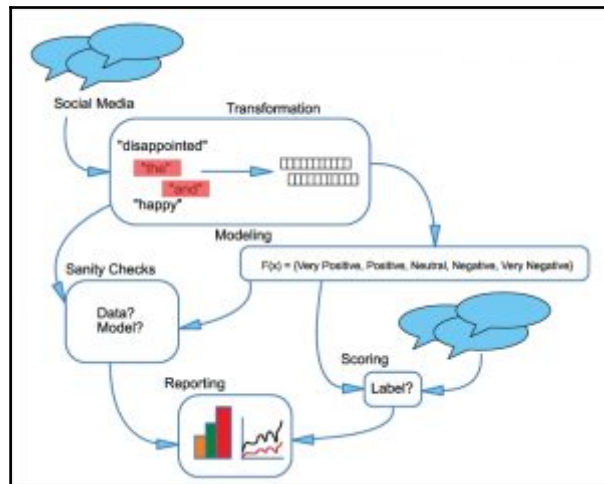 Social Media
Transformation
"disappointed"
"the"
"and"
"happy"
Modeling
F(x) = {Very Positive, Positive, Neutral, Negative, Very Negative}
Sanity Checks
Data?
Model?
Scoring
Label?
Reporting